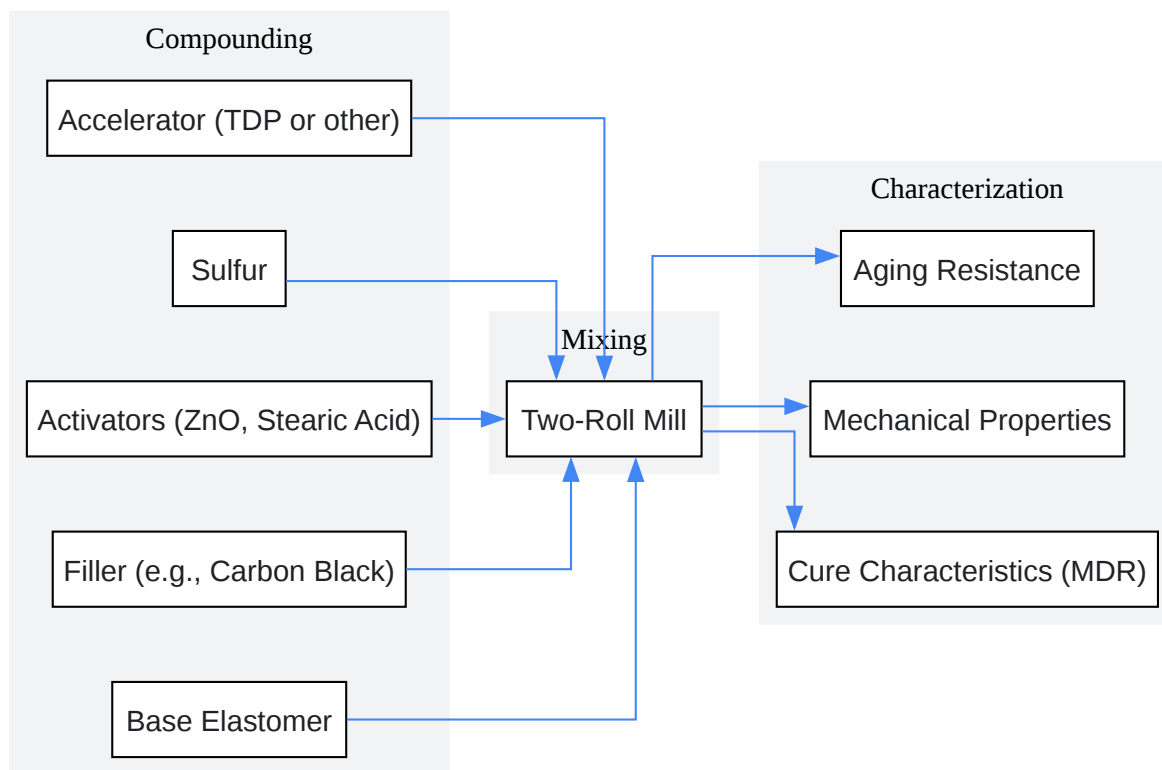 Compounding
Accelerator (TDP or other)
Sulfur
Activators (ZnO, Stearic Acid)
Filler (e.g., Carbon Black)
Base Elastomer
Mixing
Two-Roll Mill
Characterization
Aging Resistance
Mechanical Properties
Cure Characteristics (MDR)